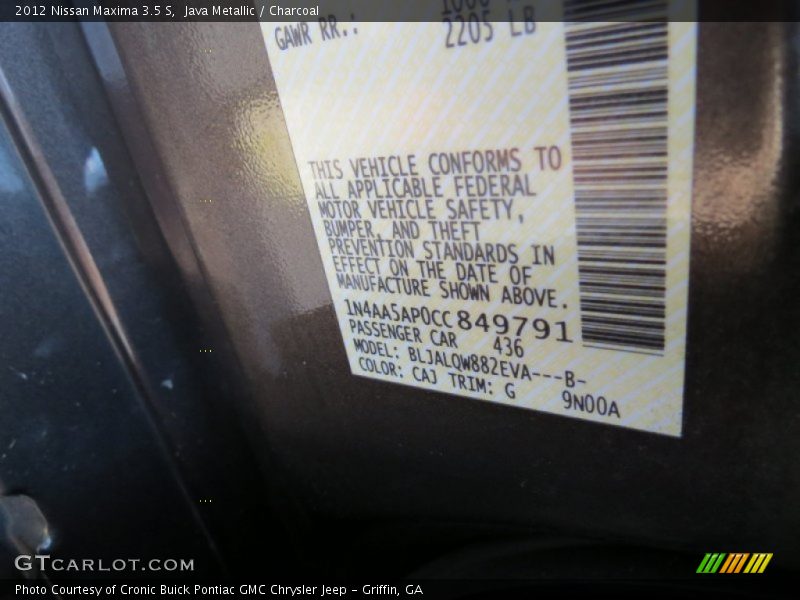 2012 Nissan Maxima 3.5 S, Java Metallic / Charcoal
GAWR RR.:
2205 LB
THIS VEHICLE CONFORMS TO
ALL APPLICABLE FEDERAL
MOTOR VEHICLE SAFETY,
BUMPER, AND THEFT
PREVENTION STANDARDS IN
EFFECT ON THE DATE OF
MANUFACTURE SHOWN ABOVE.
1N4AA5AP0CC849791
PASSENGER CAR 436
MODEL: BLJALQW882EVA---B-
COLOR: CAJ TRIM: G 9N00A
GTCARLOT.COM
Photo Courtesy of Cronic Buick Pontiac GMC Chrysler Jeep - Griffin, GA